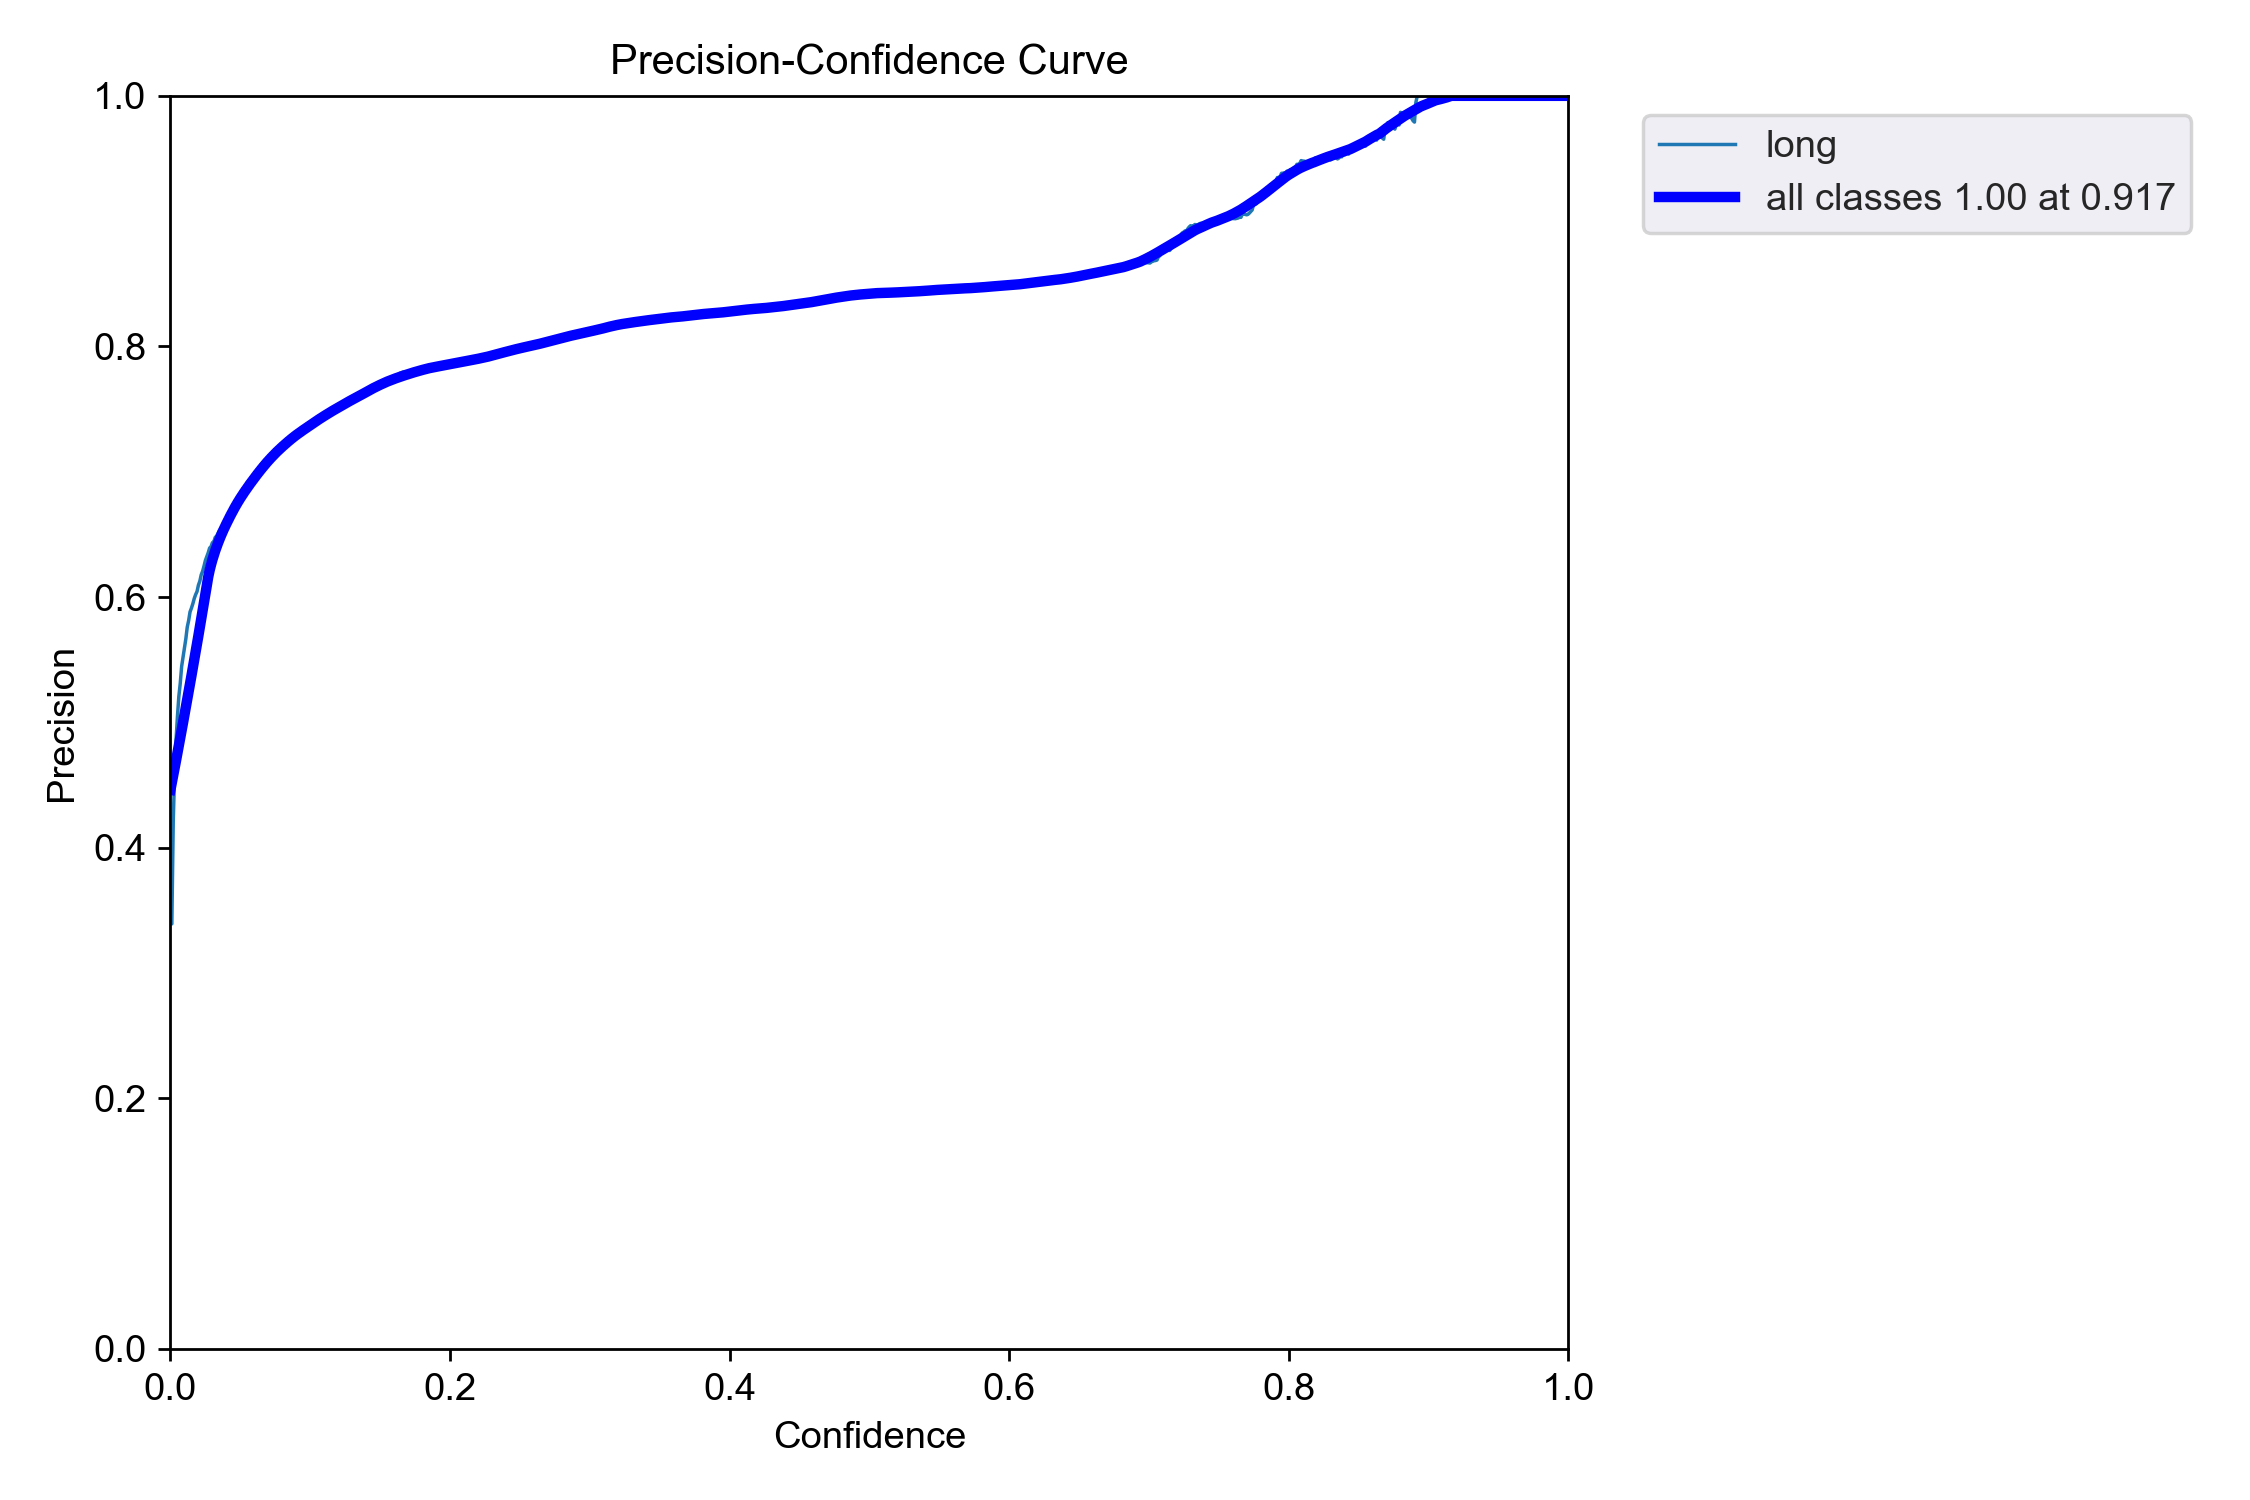 Precision-Confidence Curve
1.0
0.8
0.6
0.4
0.2
0.0
Precision
0.0 0.2 0.4 0.6 0.8 1.0
Confidence
long
all classes 1.00 at 0.917